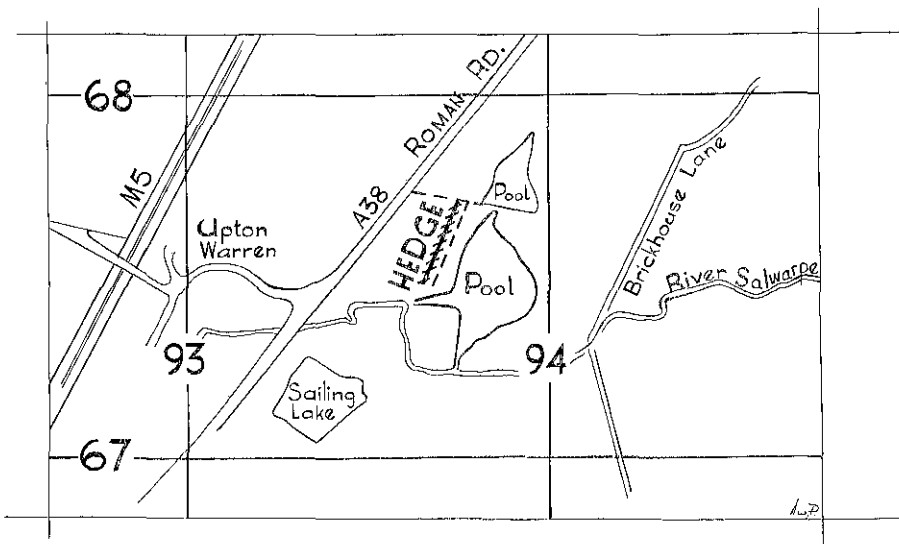 68
M5
A38 ROMAN RD.
Pool
Upton
Warren
HEDGE
Pool
Brickhouse Lane
River Salwarpe
93
94
Sailing
Lake
67